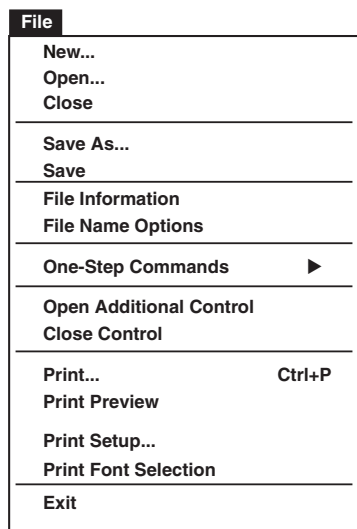 File
New...
Open...
Close
Save As...
Save
File Information
File Name Options
One-Step Commands ▶
Open Additional Control
Close Control
Print... Ctrl+P
Print Preview
Print Setup...
Print Font Selection
Exit